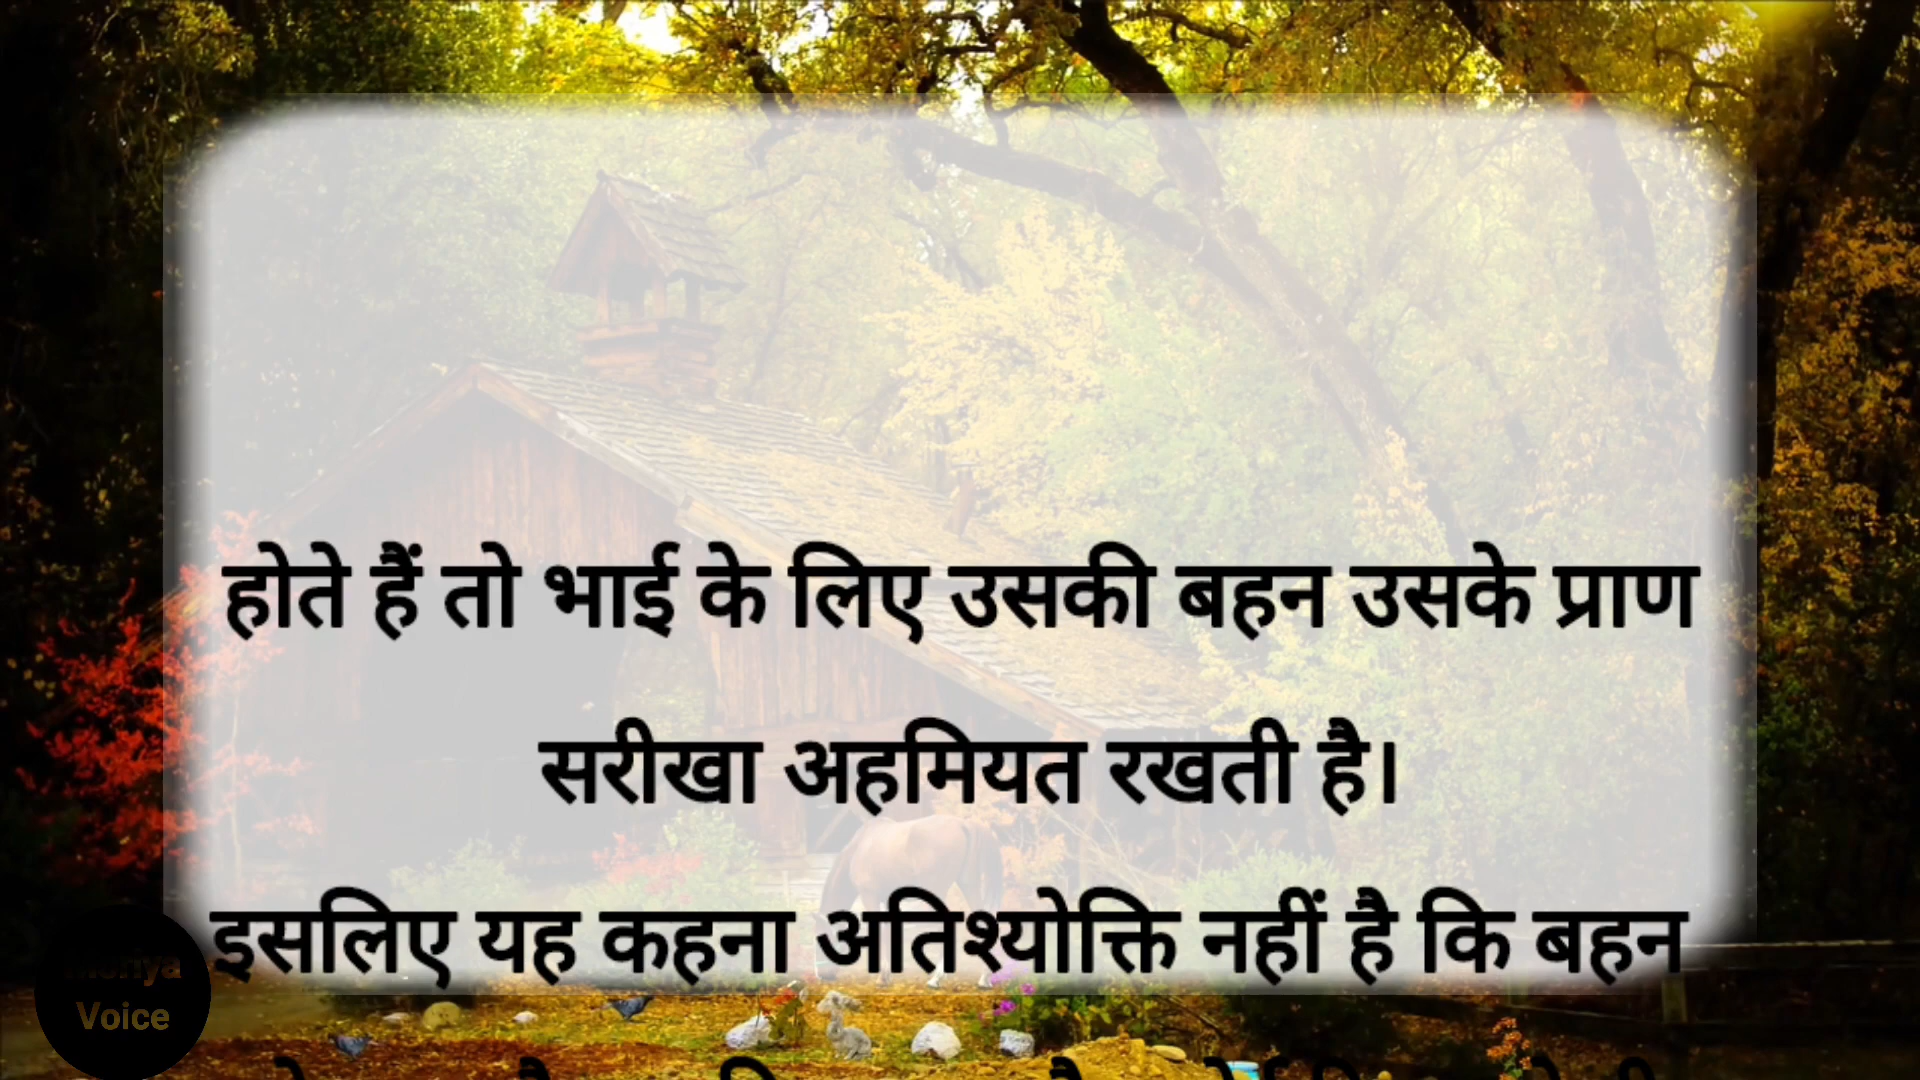 होते हैं तो भाई के लिए उसकी बहन उसके प्राण
सरीखा अहमियत रखती है।
इसलिए यह कहना अतिश्योक्ति नहीं है कि बहन
Voice